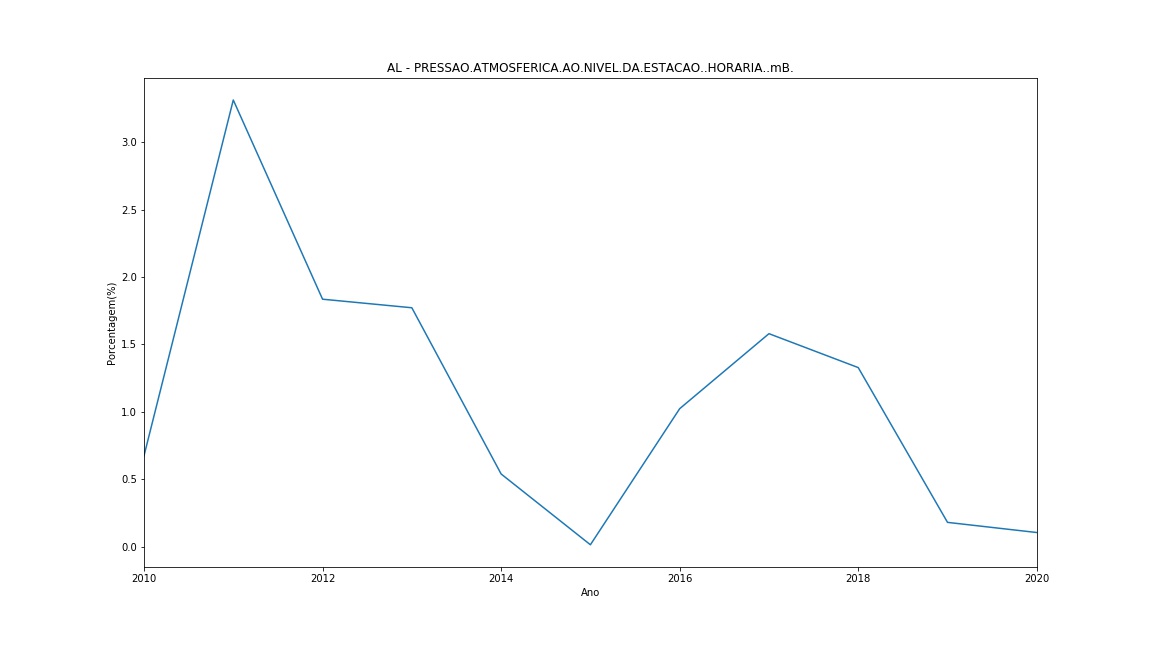 AL - PRESSAO.ATMOSFERICA.AO.NIVEL.DA.ESTACAO..HORARIA..mB.
Porcentagem(%)
3.0
2.5
2.0
1.5
1.0
0.5
0.0
2010 2012 2014 2016 2018 2020
Ano